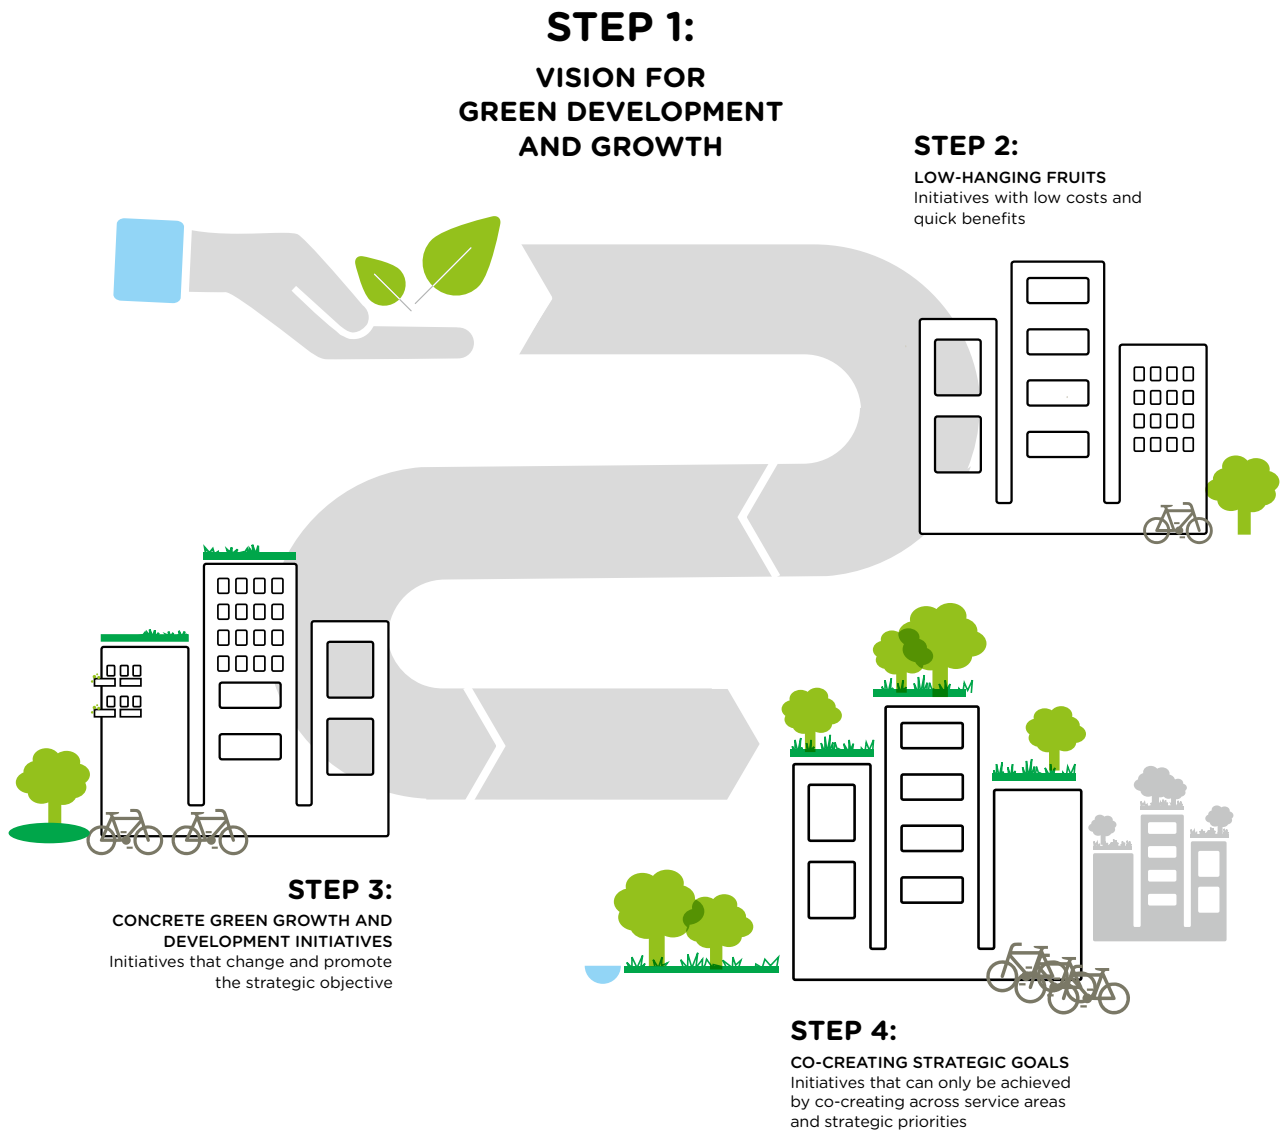 STEP 1:
VISION FOR
GREEN DEVELOPMENT
AND GROWTH
STEP 2:
LOW-HANGING FRUITS
Initiatives with low costs and
quick benefits
STEP 3:
CONCRETE GREEN GROWTH AND
DEVELOPMENT INITIATIVES
Initiatives that change and promote
the strategic objective
STEP 4:
CO-CREATING STRATEGIC GOALS
Initiatives that can only be achieved
by co-creating across service areas
and strategic priorities